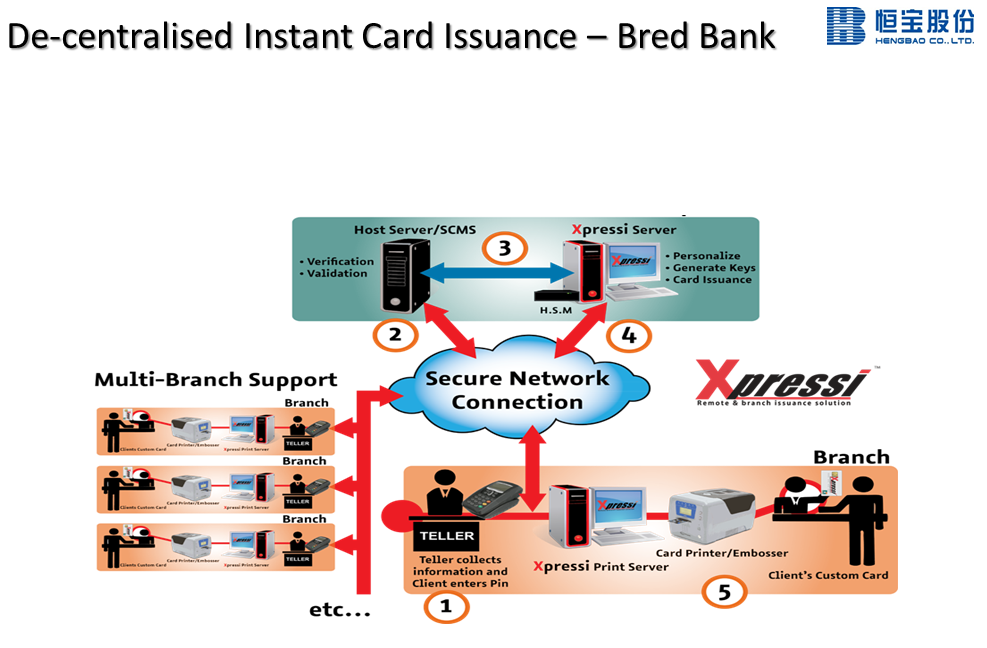 De-centralised Instant Card Issuance – Bred Bank
恒宝股份
HENGBAO CO.,LTD.
Host Server/SCMS
• Verification
• Validation
3
Xpressi Server
Xpressi
• Personalize
• Generate Keys
• Card Issuance
H.S.M
2
4
Secure Network
Connection
Xpressi™
Remote & branch issuance solution
Multi-Branch Support
Branch
TELLER
Clients Custom Card
Card Printer/Embosser
Xpressi Print Server
Branch
TELLER
Clients Custom Card
Card Printer/Embosser
Xpressi Print Server
Branch
TELLER
Clients Custom Card
Card Printer/Embosser
Xpressi Print Server
etc...
Branch
TELLER
Teller collects
information and
Client enters Pin
1
Xpressi
Xpressi Print Server
Card Printer/Embosser
5
Xpressi
Client's Custom Card